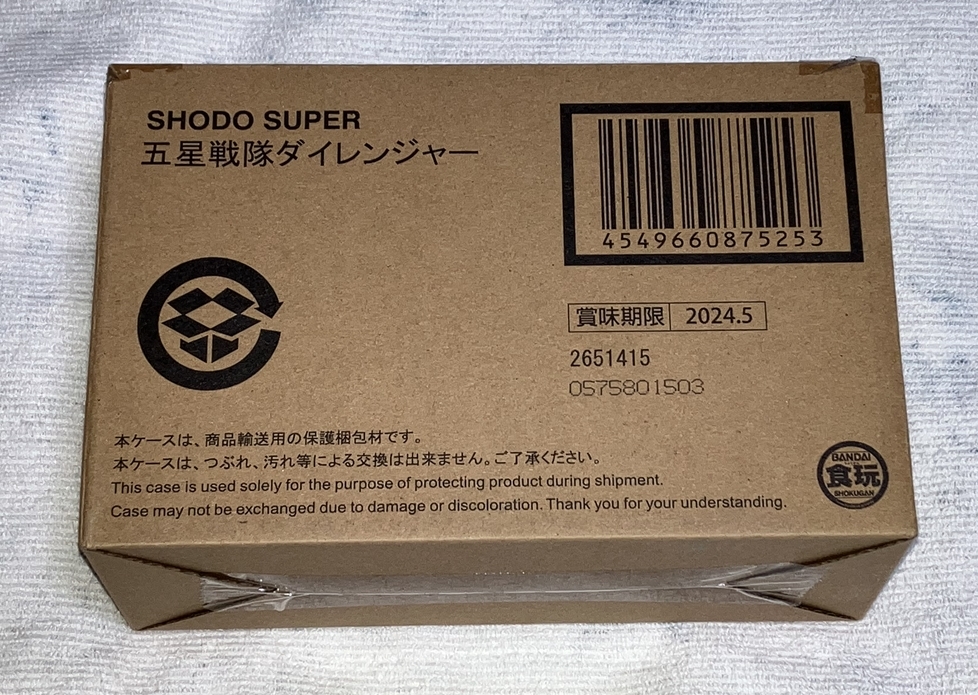 SHODO SUPER
五星戦隊ダイレンジャー
4549660875253
賞味期限 2024.5
2651415
0575801503
本ケースは、商品輸送用の保護梱包材です。
本ケースは、つぶれ、汚れ等による交換は出来ません。ご了承ください。
This case is used solely for the purpose of protecting product during shipment.
Case may not be exchanged due to damage or discoloration. Thank you for your understanding.
BANDAI
食玩
SHOKUGAN